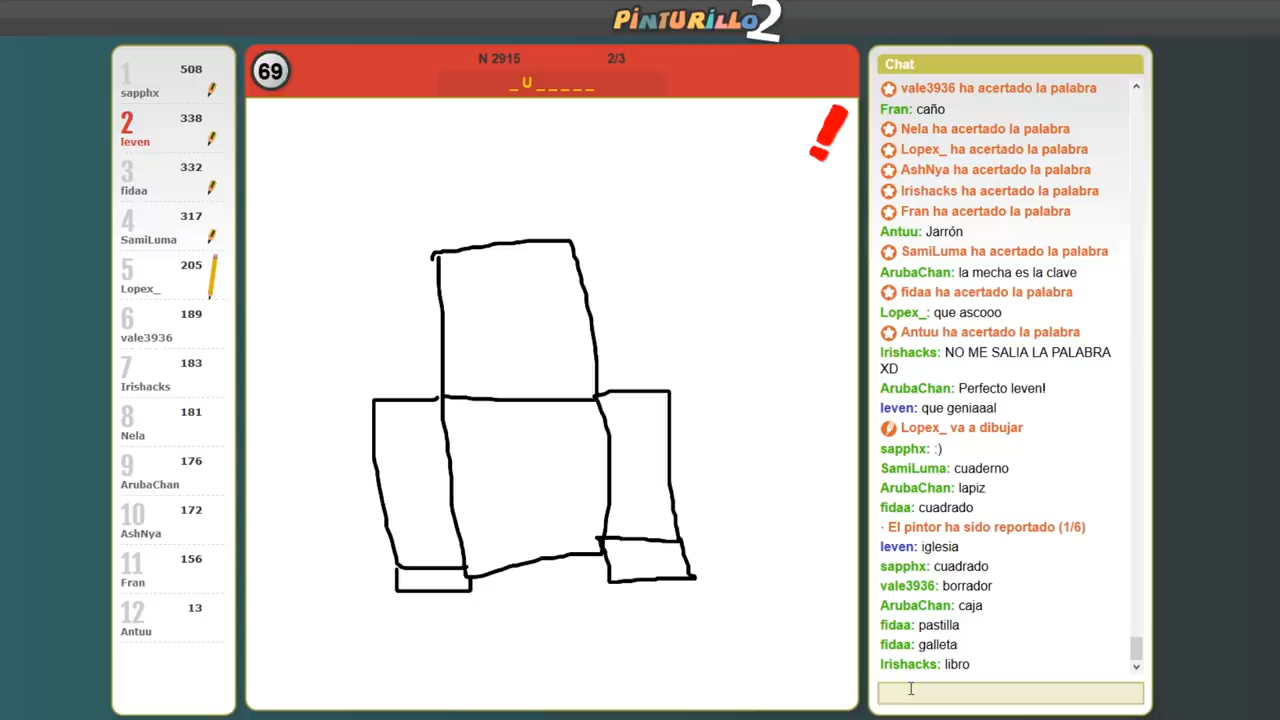 PiNTURiLLO2
1 508
sapphx
2 338
leven
3 332
fidaa
4 317
SamiLuma
5 205
Lopex_
6 189
vale3936
7 183
Irishacks
8 181
Nela
9 176
ArubaChan
10 172
AshNya
11 156
Fran
12 13
Antuu
69
N 2915 2/3
_ U _ _ _ _ _
!
Chat
vale3936 ha acertado la palabra
Fran: caño
Nela ha acertado la palabra
Lopex_ ha acertado la palabra
AshNya ha acertado la palabra
Irishacks ha acertado la palabra
Fran ha acertado la palabra
Antuu: Jarrón
SamiLuma ha acertado la palabra
ArubaChan: la mecha es la clave
fidaa ha acertado la palabra
Lopex_: que ascooo
Antuu ha acertado la palabra
Irishacks: NO ME SALIA LA PALABRA
XD
ArubaChan: Perfecto leven!
leven: que geniaaal
Lopex_ va a dibujar
sapphx: :)
SamiLuma: cuaderno
ArubaChan: lapiz
fidaa: cuadrado
· El pintor ha sido reportado (1/6)
leven: iglesia
sapphx: cuadrado
vale3936: borrador
ArubaChan: caja
fidaa: pastilla
fidaa: galleta
Irishacks: libro